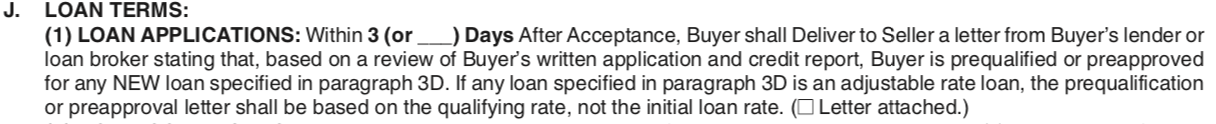 J. LOAN TERMS:
(1) LOAN APPLICATIONS: Within 3 (or ___) Days After Acceptance, Buyer shall Deliver to Seller a letter from Buyer's lender or
loan broker stating that, based on a review of Buyer's written application and credit report, Buyer is prequalified or preapproved
for any NEW loan specified in paragraph 3D. If any loan specified in paragraph 3D is an adjustable rate loan, the prequalification
or preapproval letter shall be based on the qualifying rate, not the initial loan rate. (☐ Letter attached.)